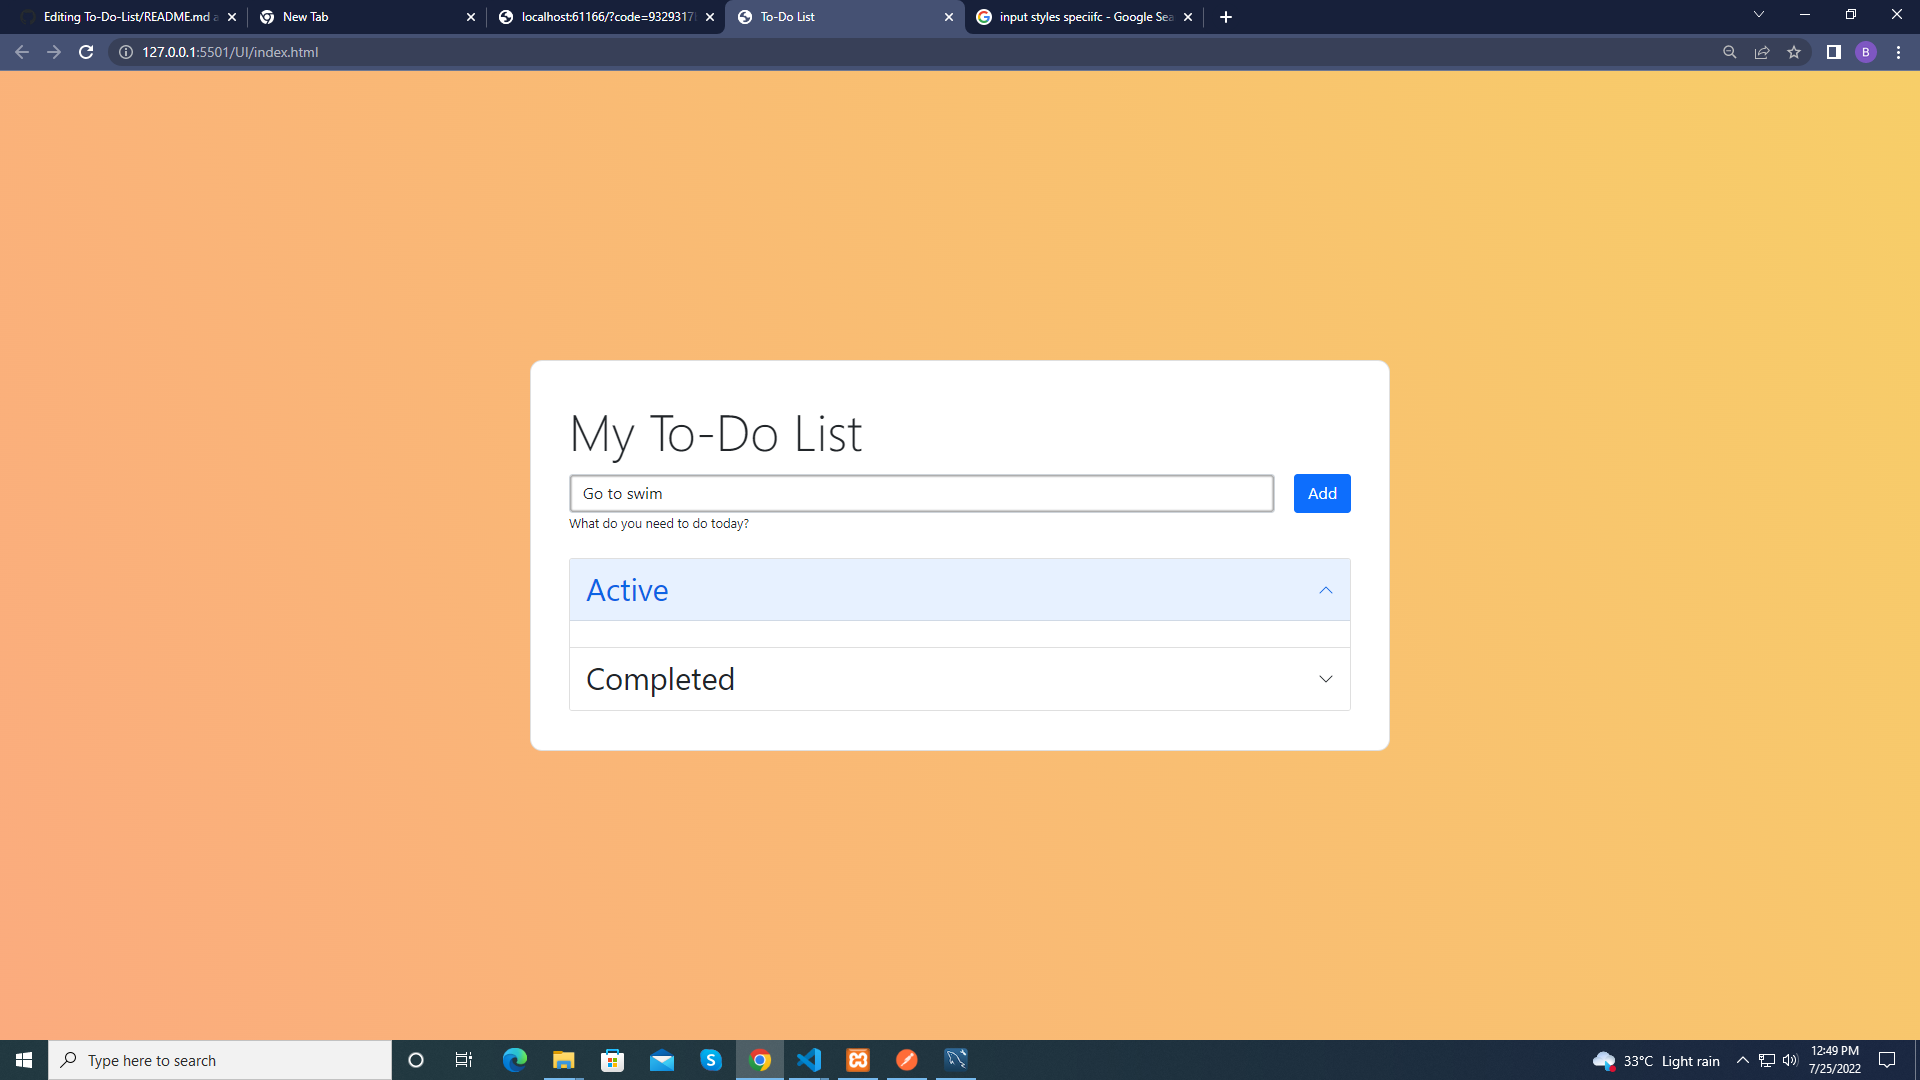 Editing To-Do-List/README.md a
New Tab
localhost:61166/?code=9329317
To-Do List
input styles speciifc - Google Sea
127.0.0.1:5501/UI/index.html
B
My To-Do List
Go to swim
Add
What do you need to do today?
Active
Completed
Type here to search
S
33°C Light rain
12:49 PM
7/25/2022